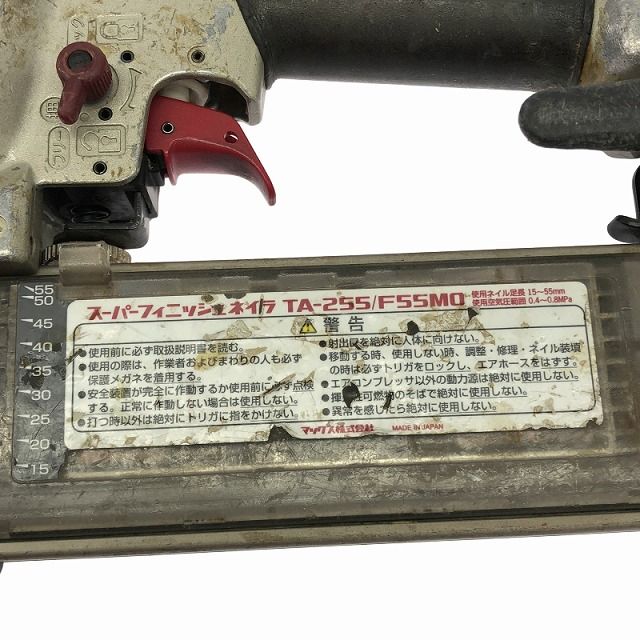 ロック
フリー
55
50
45
40
35
30
25
20
15
スーパーフィニッシュネイラ TA-255/F55M0
使用ネイル足長 15～55mm
使用空気圧範囲 0.4～0.8MPa
⚠警告
●使用前に必ず取扱説明書を読む。
●使用の際は、作業者およびまわりの人も必ず
保護メガネを着用する。
●安全装置が完全に作動するか使用前に必ず点検
する。正常に作動しない場合は使用しない。
●打つ時以外は絶対にトリガに指をかけない。
●射出口を絶対に人体に向けない。
●移動する時、使用しない時、調整・修理・ネイル装填
の時は必ずトリガをロックし、エアホースをはずす。
●エアコンプレッサ以外の動力源は絶対に使用しない。
●揮発性可燃物のそばで絶対に使用しない。
●異常を感じたら絶対に使用しない。
マックス株式会社 MADE IN JAPAN